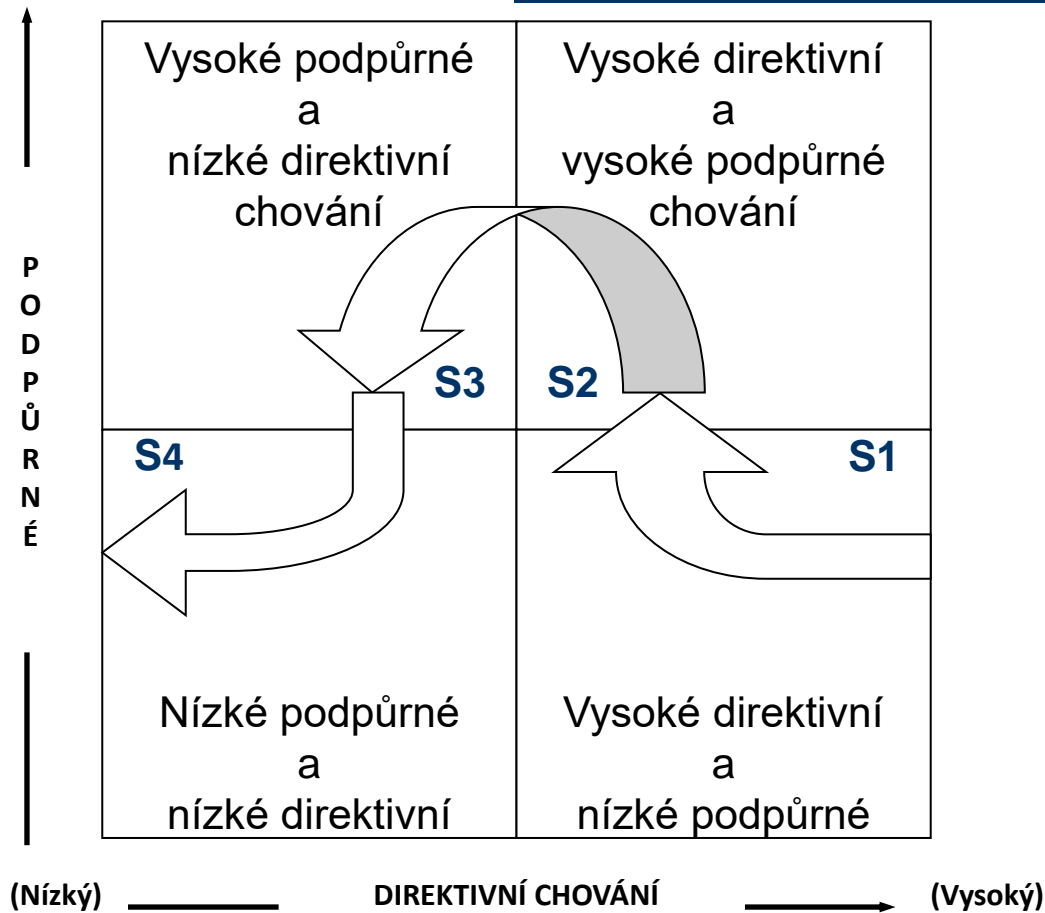 Vysoké podpůrné
a
nízké direktivní
chování
Vysoké direktivní
a
vysoké podpůrné
chování
P
O
D
P
Ů
R
N
É
S3
S2
S4
S1
Nízké podpůrné
a
nízké direktivní
Vysoké direktivní
a
nízké podpůrné
(Nízký)
DIREKTIVNÍ CHOVÁNÍ
(Vysoký)